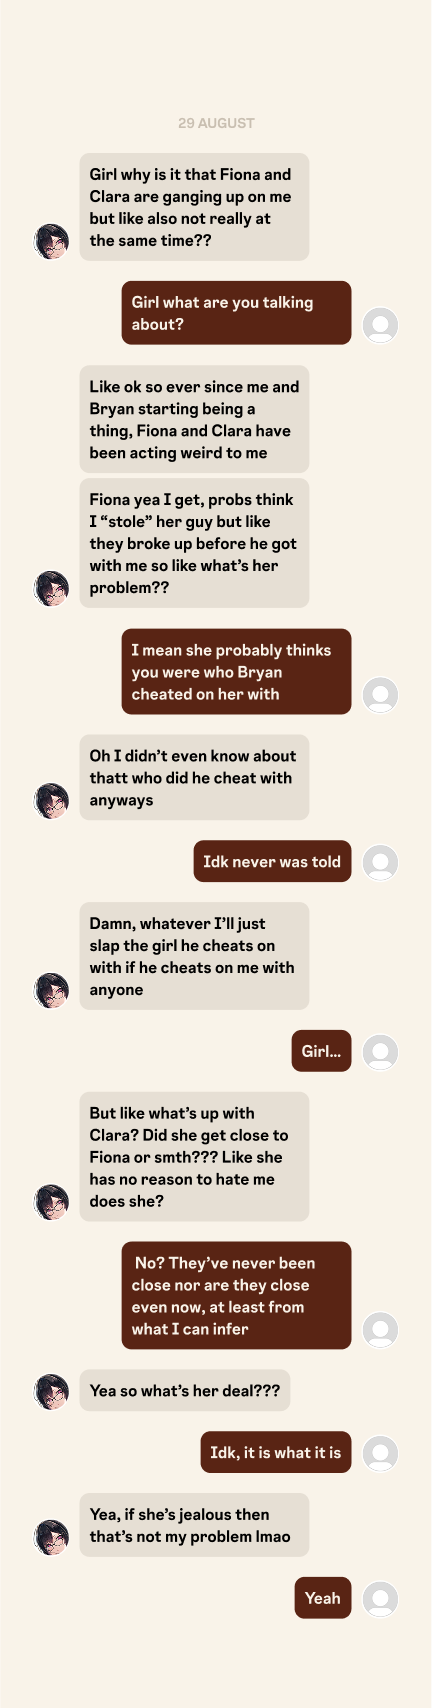 29 AUGUST
Girl why is it that Fiona and
Clara are ganging up on me
but like also not really at
the same time??
Girl what are you talking
about?
Like ok so ever since me and
Bryan starting being a
thing, Fiona and Clara have
been acting weird to me
Fiona yea I get, probs think
I “stole” her guy but like
they broke up before he got
with me so like what’s her
problem??
I mean she probably thinks
you were who Bryan
cheated on her with
Oh I didn’t even know about
thatt who did he cheat with
anyways
Idk never was told
Damn, whatever I’ll just
slap the girl he cheats on
with if he cheats on me with
anyone
Girl...
But like what’s up with
Clara? Did she get close to
Fiona or smth??? Like she
has no reason to hate me
does she?
No? They’ve never been
close nor are they close
even now, at least from
what I can infer
Yea so what’s her deal???
Idk, it is what it is
Yea, if she’s jealous then
that’s not my problem lmao
Yeah